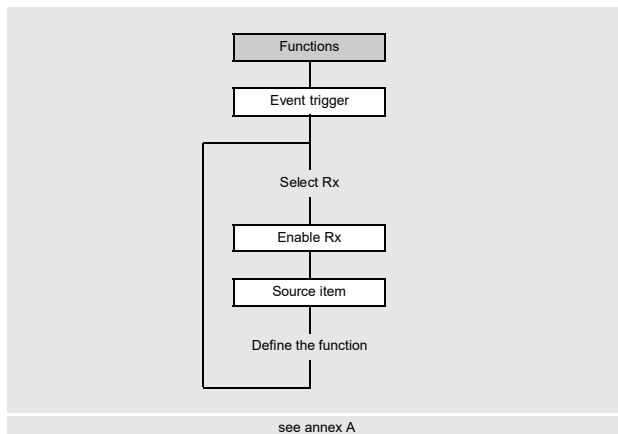 Functions
Event trigger
Select Rx
Enable Rx
Source item
Define the function
see annex A